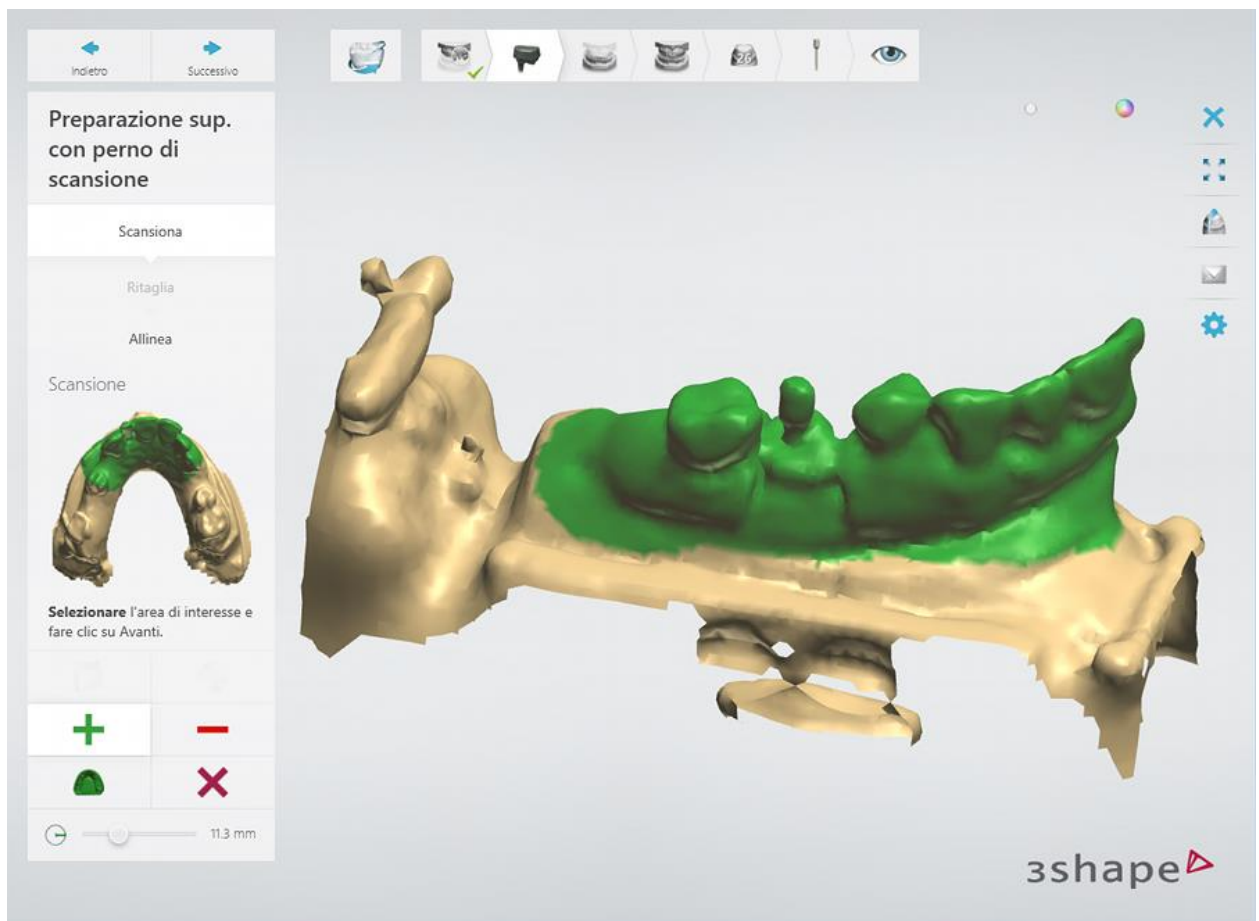 Indietro
Successivo
26
Preparazione sup.
con perno di
scansione
Scansiona
Ritaglia
Allinea
Scansione
Selezionare l'area di interesse e
fare clic su Avanti.
11.3 mm
3shape